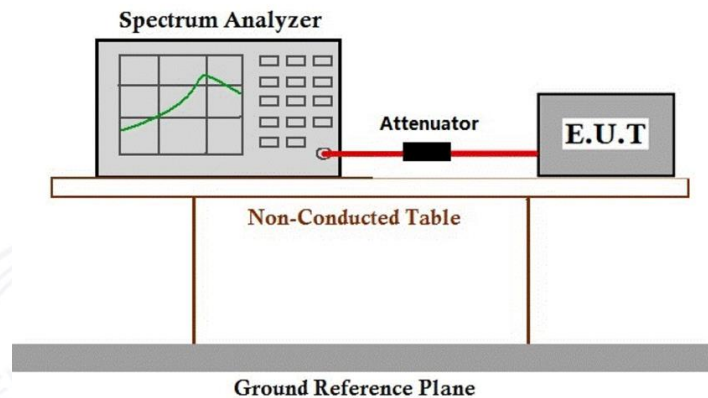 Spectrum Analyzer
Attenuator
E.U.T
Non-Conducted Table
Ground Reference Plane